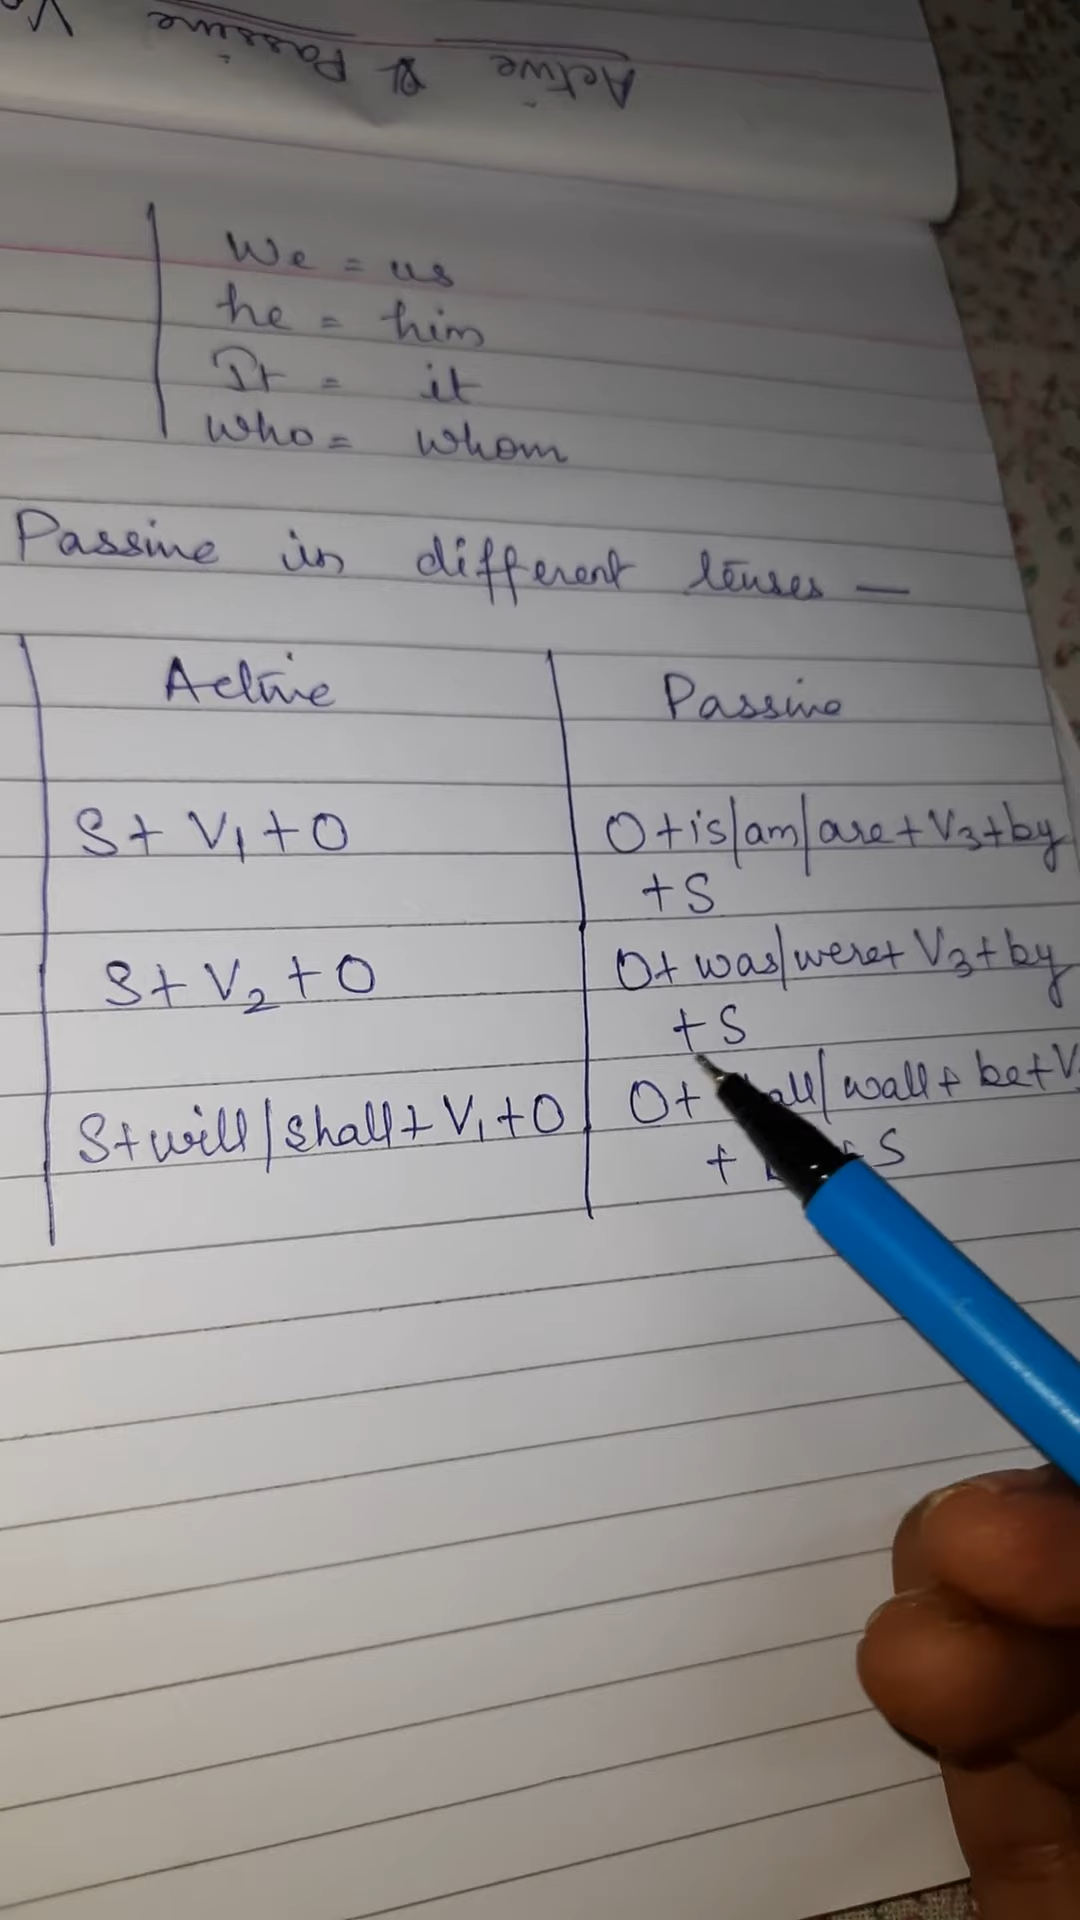 Active & Passive
We = us
he = him
It = it
who = whom
Passive in different tenses —
Active Passive
S + V₁ + O O + is/am/are + V₃ + by
+ S
S + V₂ + O O + was/were + V₃ + by
+ S
S + will/shall + V₁ + O O + wall + be + V
+ S